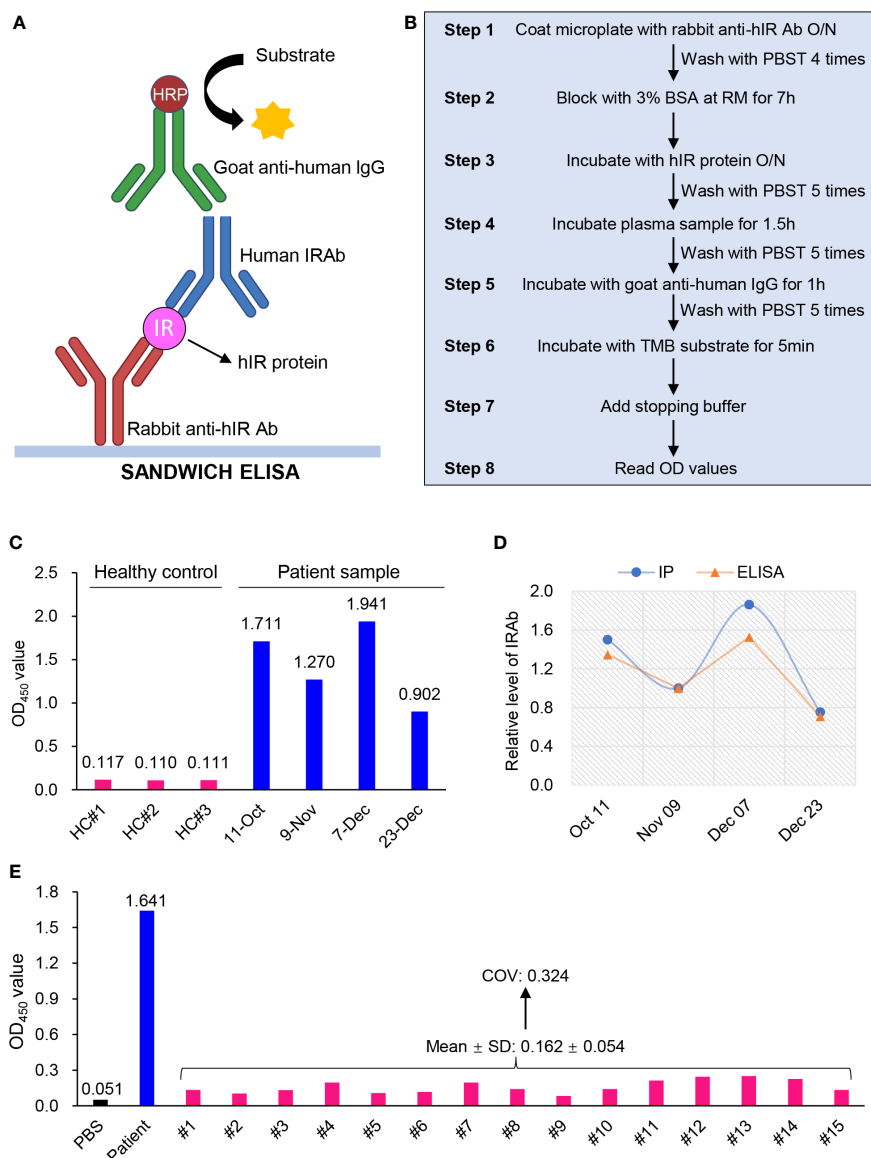 A
Substrate
HRP
Goat anti-human IgG
Human IRAb
IR
hIR protein
Rabbit anti-hIR Ab
SANDWICH ELISA
B
Step 1 Coat microplate with rabbit anti-hIR Ab O/N
Wash with PBST 4 times
Step 2 Block with 3% BSA at RM for 7h
Step 3 Incubate with hIR protein O/N
Wash with PBST 5 times
Step 4 Incubate plasma sample for 1.5h
Wash with PBST 5 times
Step 5 Incubate with goat anti-human IgG for 1h
Wash with PBST 5 times
Step 6 Incubate with TMB substrate for 5min
Step 7 Add stopping buffer
Step 8 Read OD values
C
Healthy control Patient sample
OD450 value
2.5
2.0
1.5
1.0
0.5
0.0
0.117 0.110 0.111 1.711 1.270 1.941 0.902
HC#1 HC#2 HC#3 11-Oct 9-Nov 7-Dec 23-Dec
D
IP ELISA
Relative level of IRAb
2.0
1.6
1.2
0.8
0.4
0.0
Oct 11 Nov 09 Dec 07 Dec 23
E
OD450 value
1.8
1.5
1.2
0.9
0.6
0.3
0.0
0.051 1.641
COV: 0.324
Mean ± SD: 0.162 ± 0.054
PBS Patient #1 #2 #3 #4 #5 #6 #7 #8 #9 #10 #11 #12 #13 #14 #15